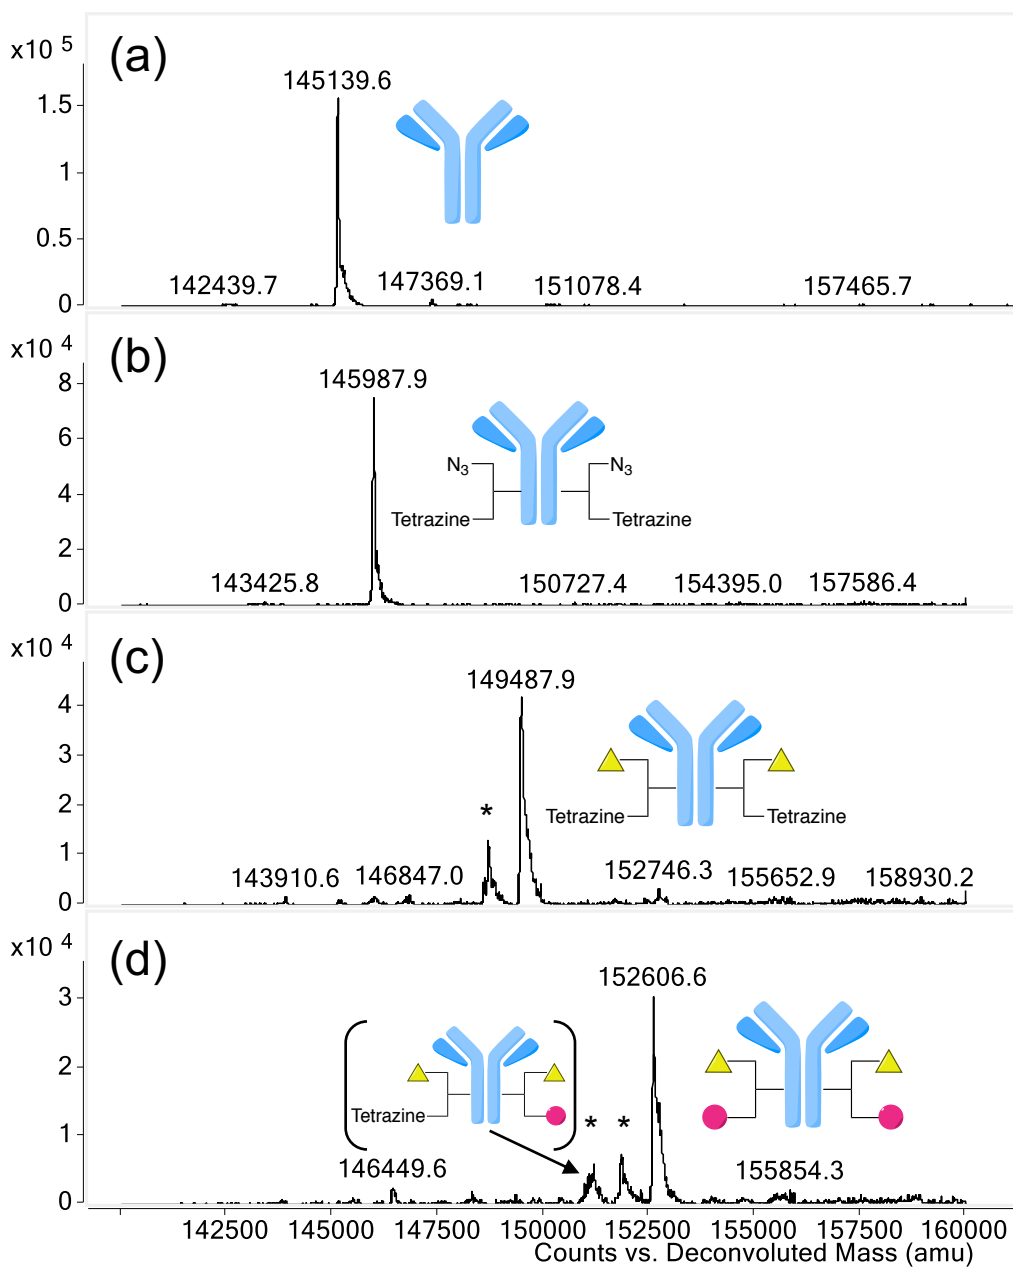 x10 5
(a)
145139.6
1.5
1
0.5
0
142439.7 147369.1 151078.4 157465.7
x10 4
(b)
145987.9
8
6
4
2
0
N3 N3
Tetrazine Tetrazine
143425.8 150727.4 154395.0 157586.4
x10 4
(c)
149487.9
4
3
2
1
0
*
Tetrazine Tetrazine
143910.6 146847.0 152746.3 155652.9 158930.2
x10 4
(d)
152606.6
3
2
1
0
Tetrazine
* *
146449.6 155854.3
142500 145000 147500 150000 152500 155000 157500 160000
Counts vs. Deconvoluted Mass (amu)